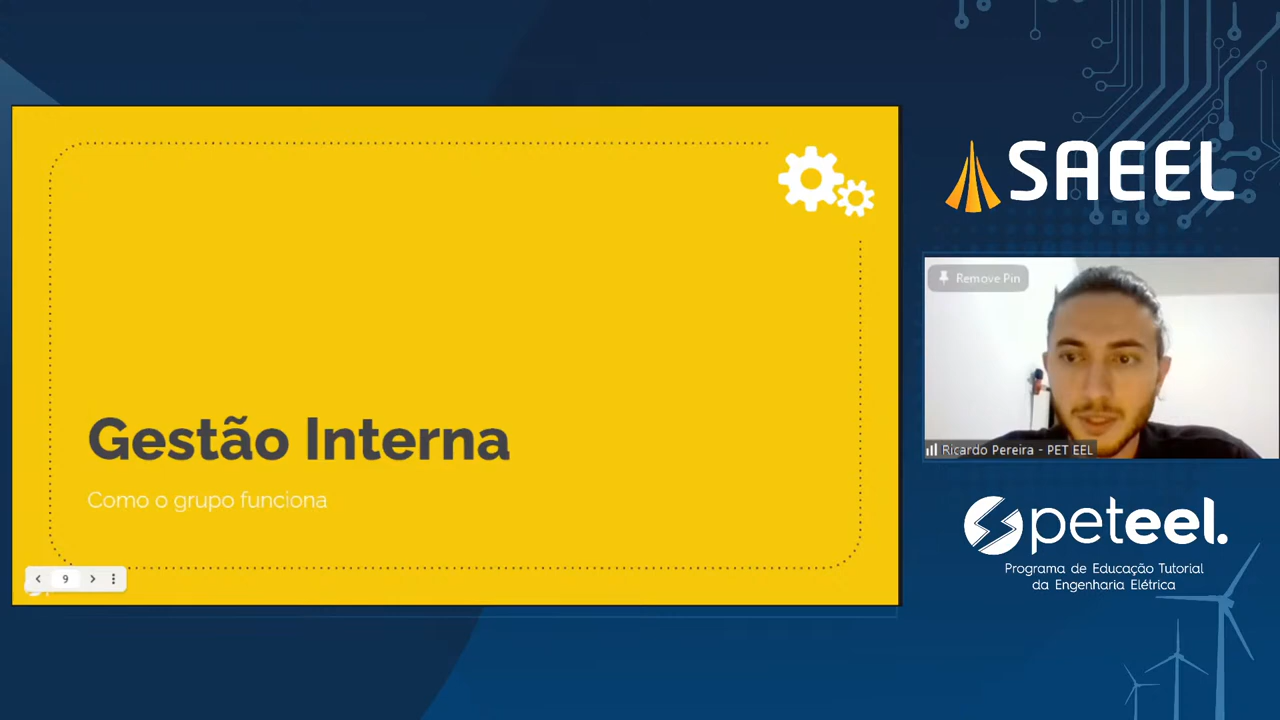 Gestão Interna
Como o grupo funciona
9
SAEEL
Remove Pin
Ricardo Pereira - PET EEL
peteel.
Programa de Educação Tutorial
da Engenharia Elétrica